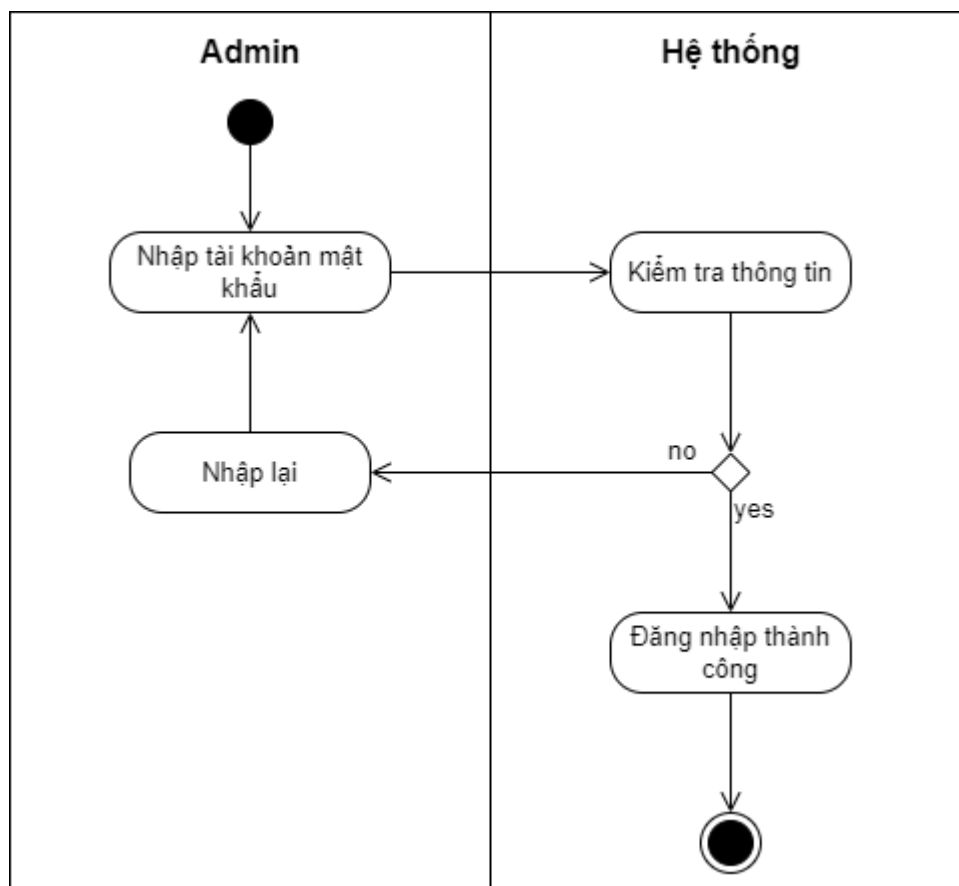 Admin
Hệ thống
Nhập tài khoản mật
khẩu
Kiểm tra thông tin
Nhập lại
no
yes
Đăng nhập thành
công